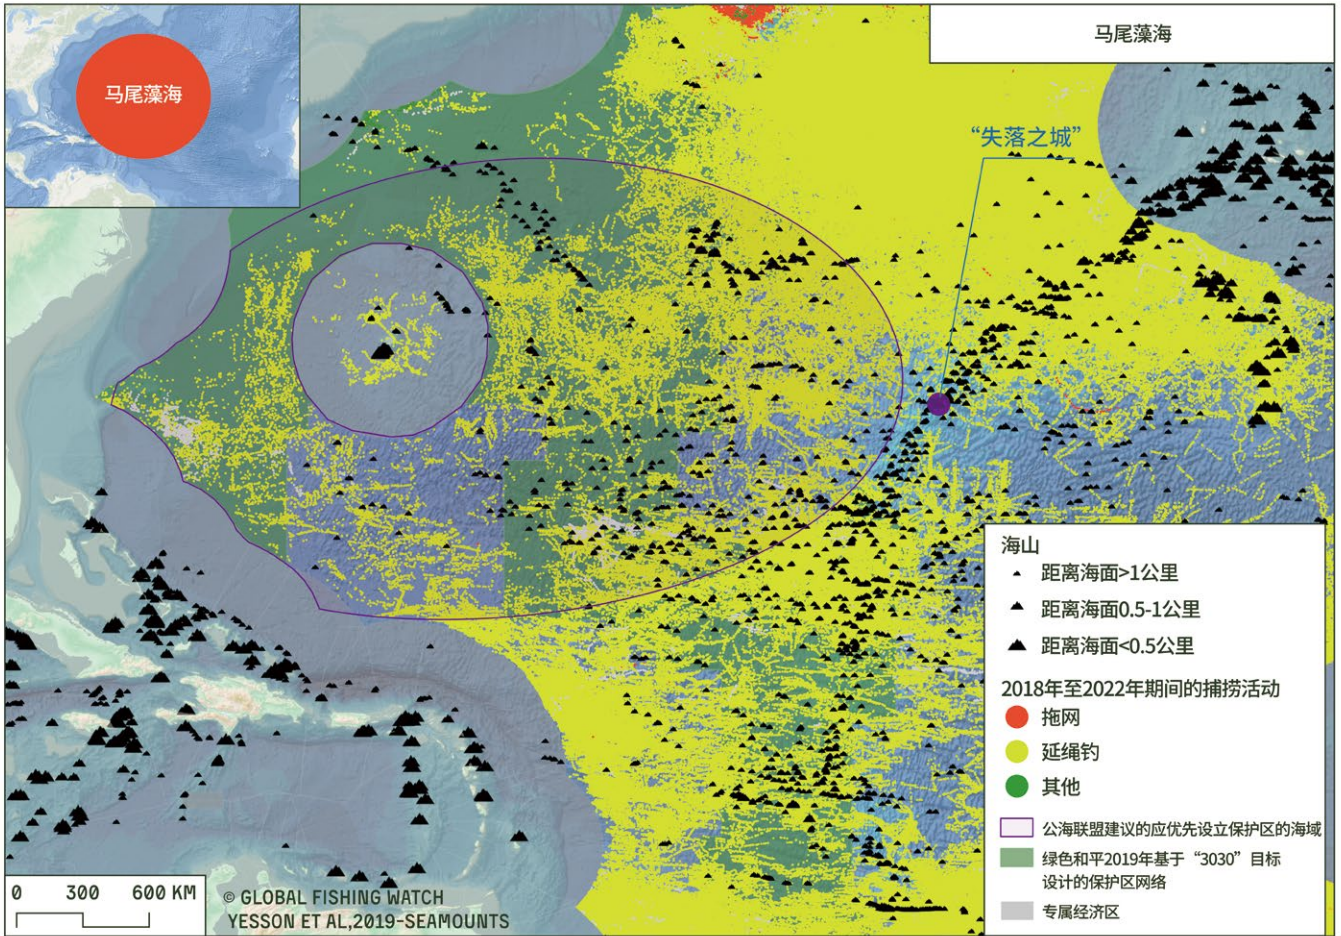 马尾藻海
马尾藻海
“失落之城”
海山
距离海面>1公里
距离海面0.5-1公里
距离海面<0.5公里
2018年至2022年期间的捕捞活动
拖网
延绳钓
其他
公海联盟建议的应优先设立保护区的海域
绿色和平2019年基于“3030”目标
设计的保护区网络
专属经济区
0 300 600 KM
© GLOBAL FISHING WATCH
YESSON ET AL,2019-SEAMOUNTS